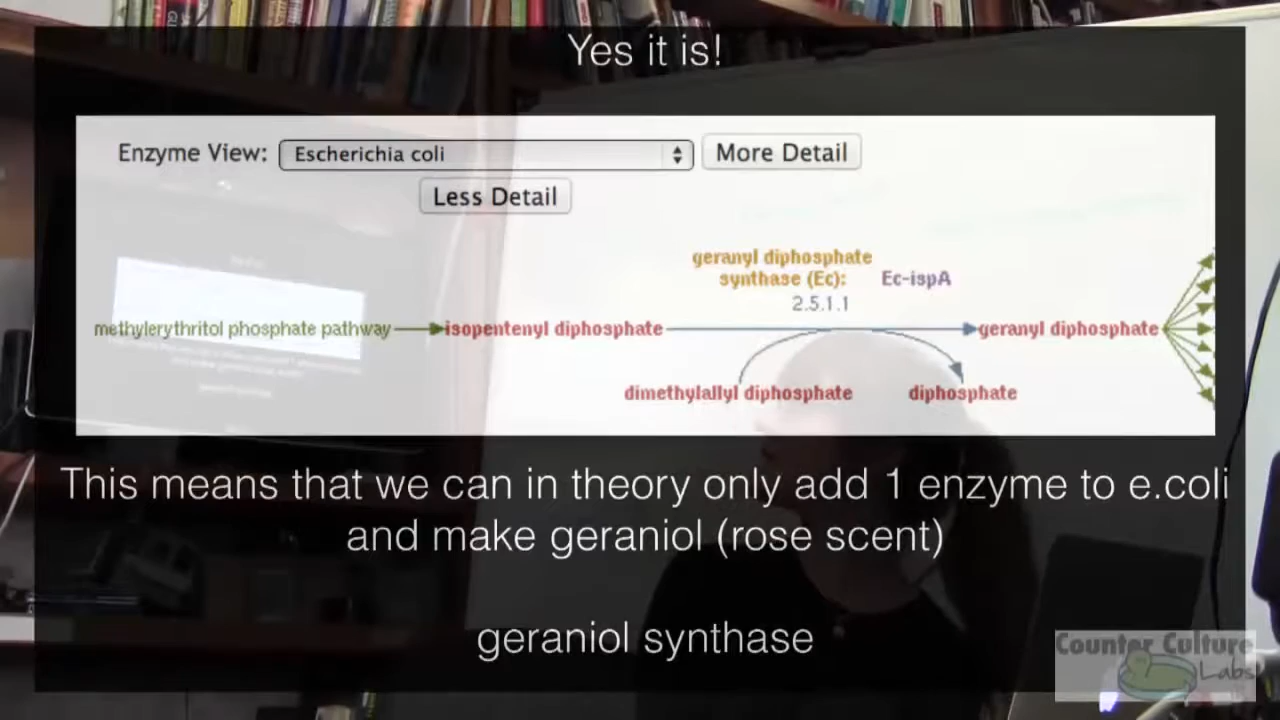 Yes it is!
Enzyme View: Escherichia coli More Detail
Less Detail
geranyl diphosphate
synthase (Ec): Ec-ispA
2.5.1.1
methylerythritol phosphate pathway isopentenyl diphosphate geranyl diphosphate
dimethylallyl diphosphate diphosphate
This means that we can in theory only add 1 enzyme to e.coli
and make geraniol (rose scent)
geraniol synthase
Counter Culture
Labs